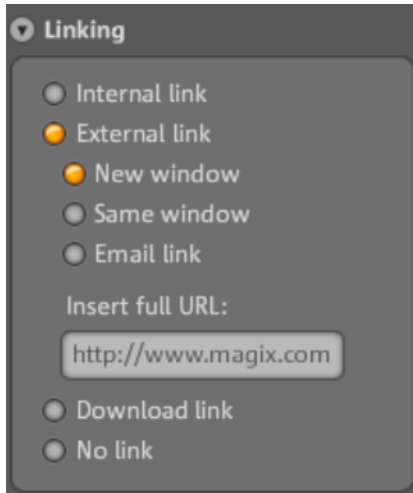 Linking
Internal link
External link
New window
Same window
Email link
Insert full URL:
http://www.magix.com
Download link
No link